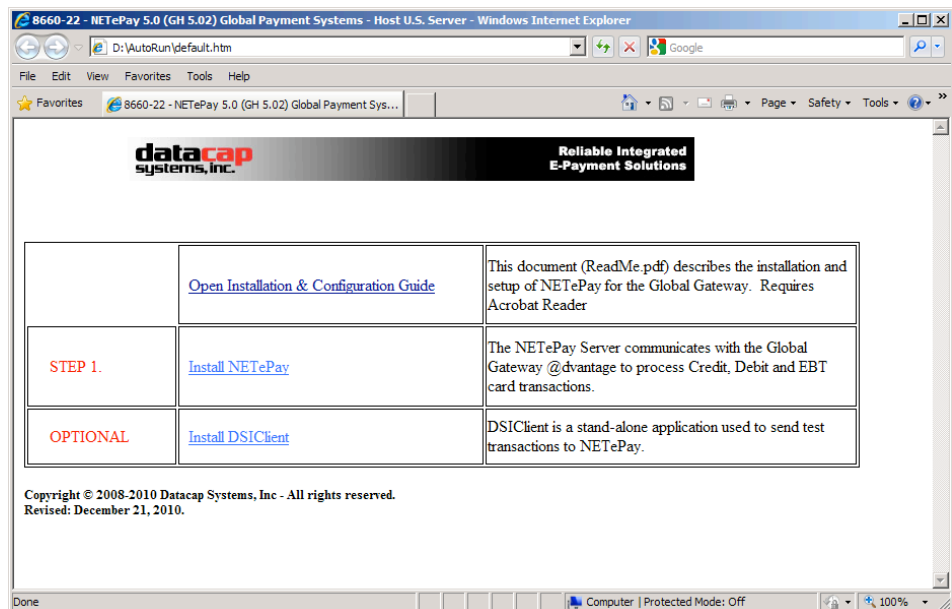 8660-22 - NETePay 5.0 (GH 5.02) Global Payment Systems - Host U.S. Server - Windows Internet Explorer
D:\AutoRun\default.htm
Google
File Edit View Favorites Tools Help
Favorites
8660-22 - NETePay 5.0 (GH 5.02) Global Payment Sys...
Page Safety Tools
datacap
systems, inc.
Reliable Integrated
E-Payment Solutions
Open Installation & Configuration Guide
This document (ReadMe.pdf) describes the installation and
setup of NETePay for the Global Gateway. Requires
Acrobat Reader
STEP 1.
Install NETePay
The NETePay Server communicates with the Global
Gateway @dvantage to process Credit, Debit and EBT
card transactions.
OPTIONAL
Install DSIClient
DSIClient is a stand-alone application used to send test
transactions to NETePay.
Copyright © 2008-2010 Datacap Systems, Inc - All rights reserved.
Revised: December 21, 2010.
Done
Computer | Protected Mode: Off
100%